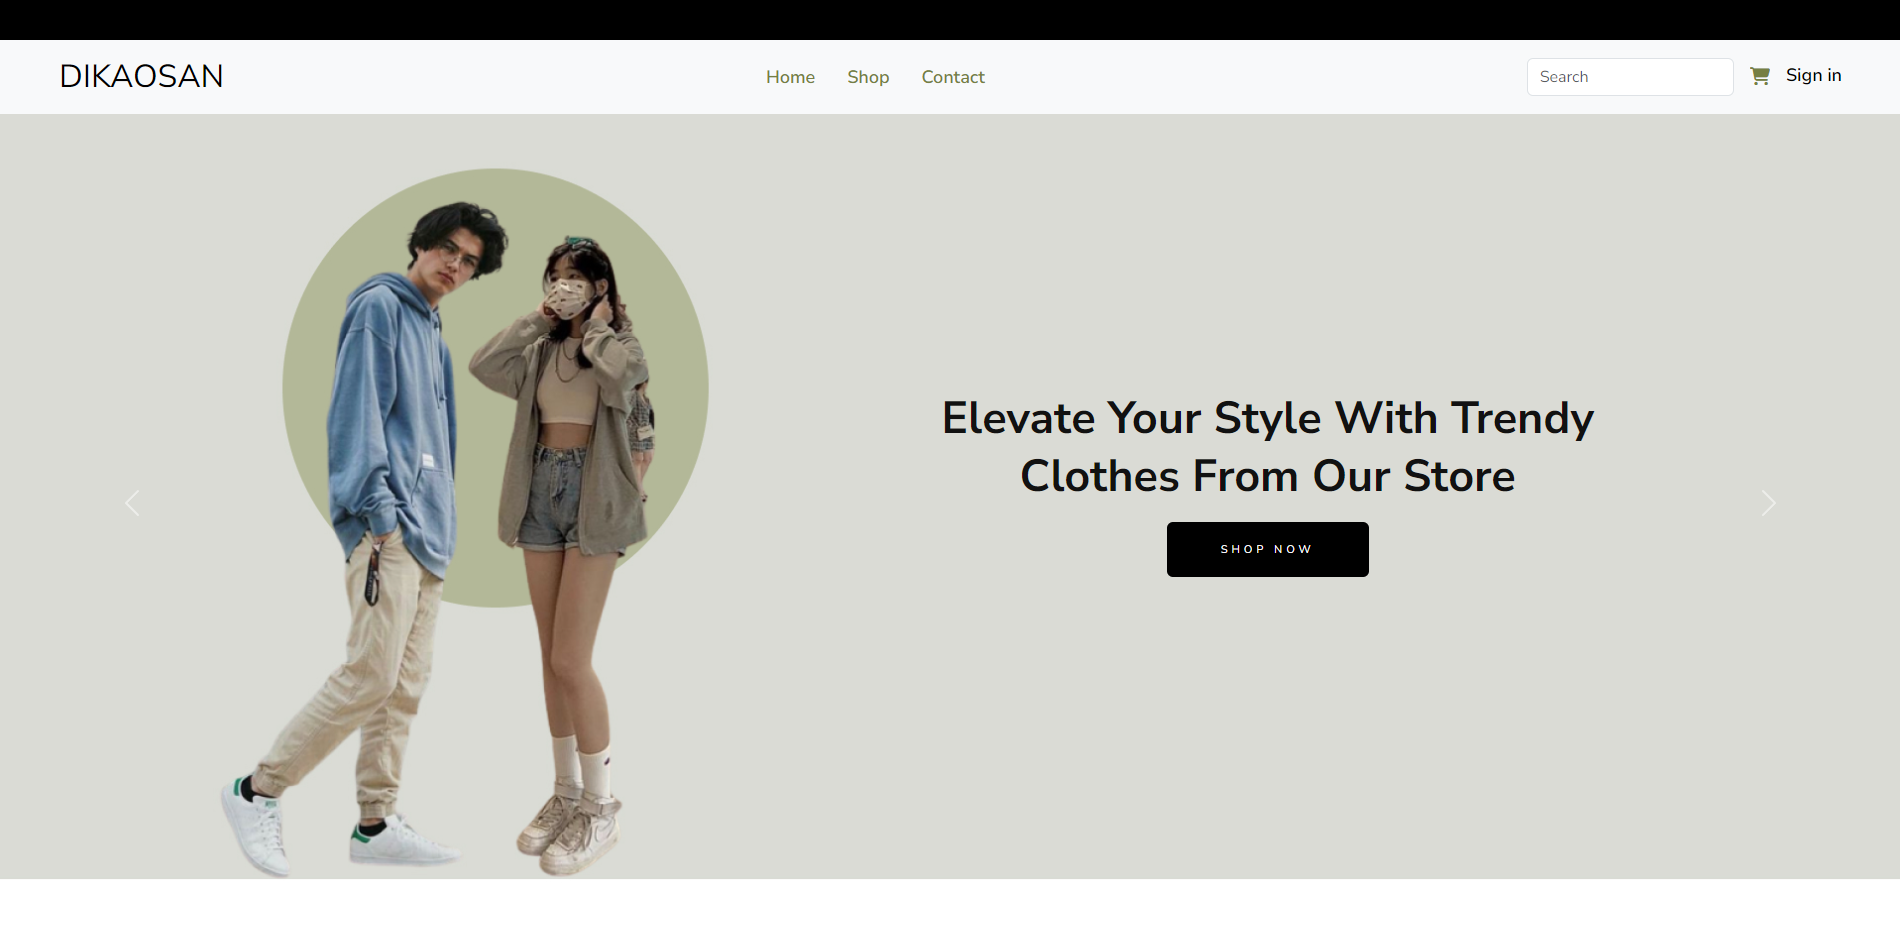 DIKAOSAN
Home
Shop
Contact
Search
Sign in
Elevate Your Style With Trendy
Clothes From Our Store
SHOP NOW